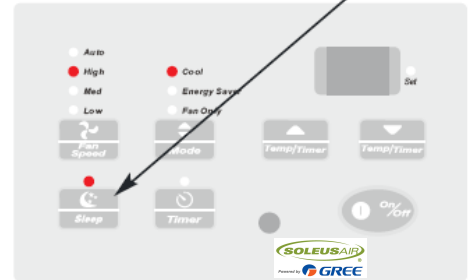 Auto
High
Med
Low
Cool
Energy Saver
Fan Only
Set
Fan Speed
Mode
Temp/Timer
Temp/Timer
Sleep
Timer
On/Off
SOLEUSAIR
Powered by GREE